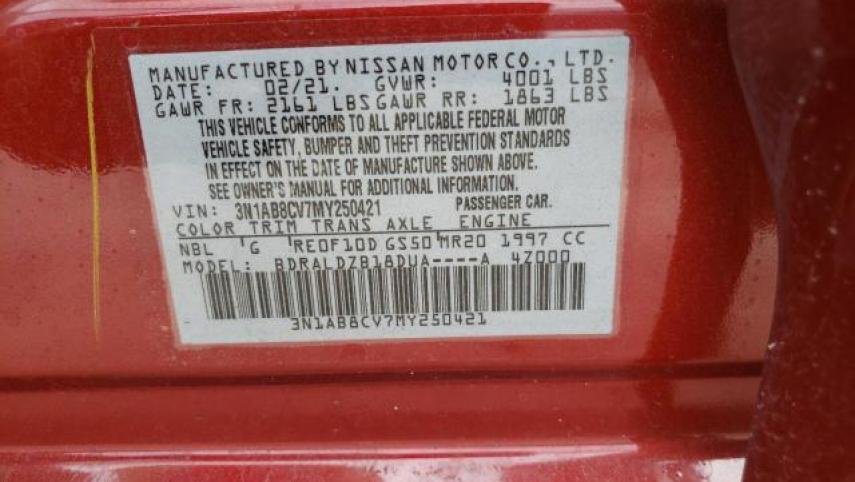 MANUFACTURED BY NISSAN MOTOR CO., LTD.
DATE: 02/21. GVWR: 4001 LBS
GAWR FR: 2161 LBS GAWR RR: 1863 LBS
THIS VEHICLE CONFORMS TO ALL APPLICABLE FEDERAL MOTOR
VEHICLE SAFETY, BUMPER AND THEFT PREVENTION STANDARDS
IN EFFECT ON THE DATE OF MANUFACTURE SHOWN ABOVE.
SEE OWNER'S MANUAL FOR ADDITIONAL INFORMATION.
VIN: 3N1AB8CV7MY250421 PASSENGER CAR.
COLOR TRIM TRANS AXLE ENGINE
NBL G RE0F10D GS50 MR20 1997 CC
MODEL: BDRALDZB18DUA----A 4Z000
3N1AB8CV7MY250421